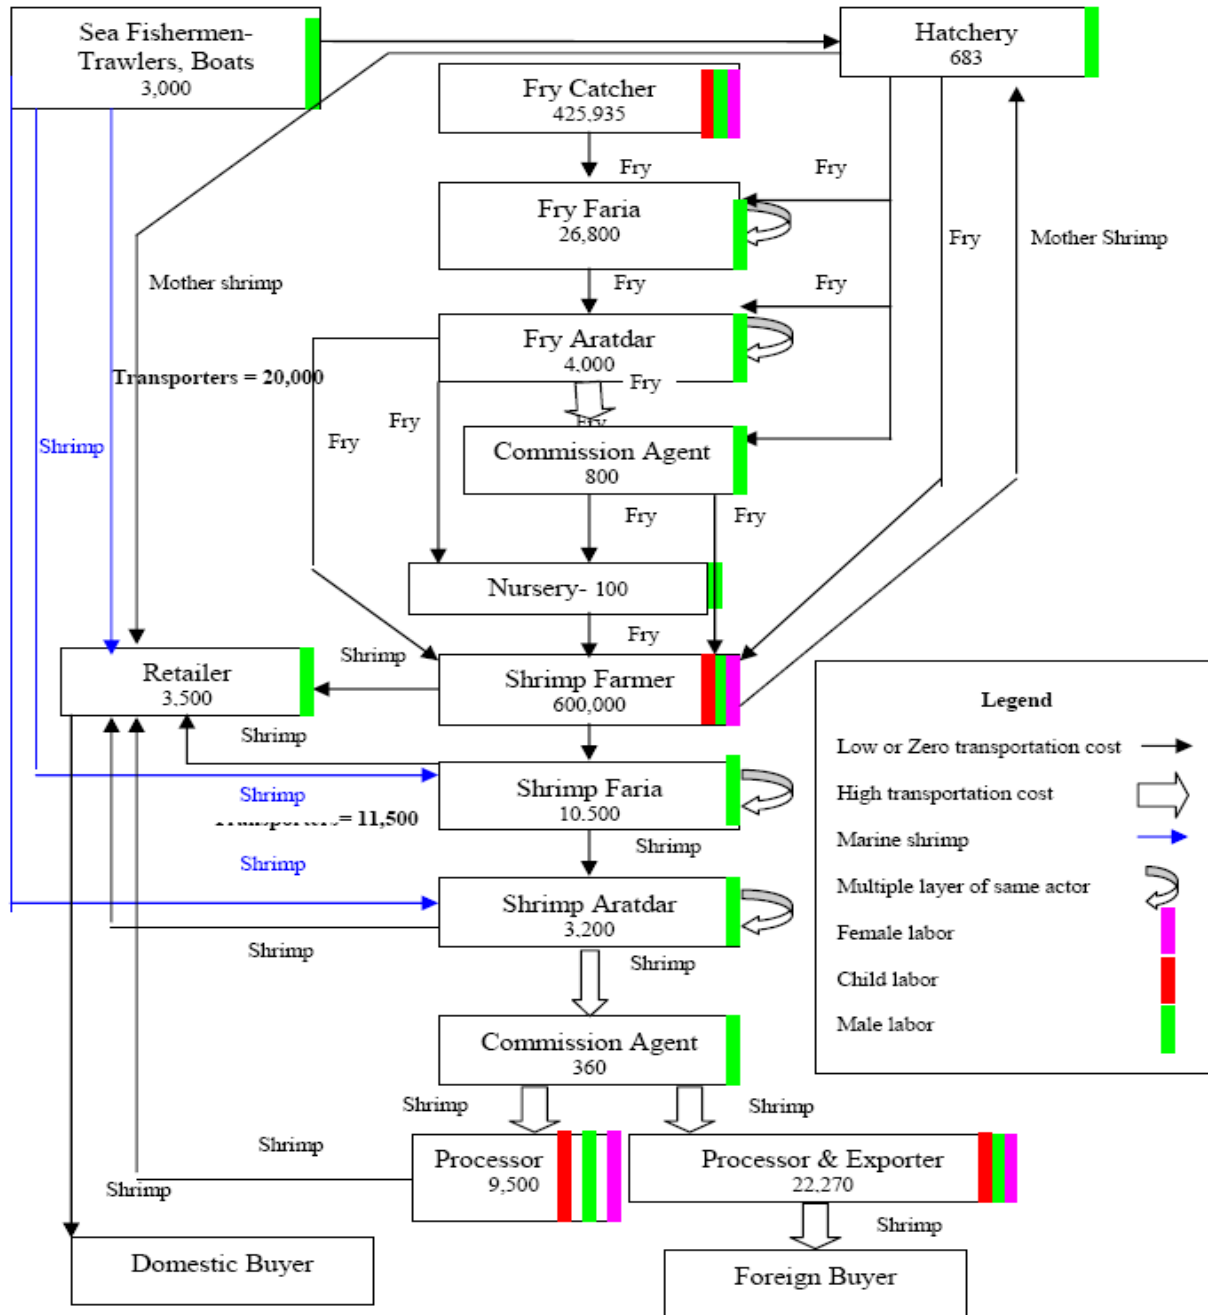 Sea Fishermen-
Trawlers, Boats
3,000
Hatchery
683
Fry Catcher
425,935
Fry
Fry
Fry Faria
26,800
Fry
Mother Shrimp
Mother shrimp
Fry
Fry
Fry Aratdar
4,000
Transporters = 20,000
Fry
Fry
Fry
Shrimp
Commission Agent
800
Fry
Fry
Nursery- 100
Fry
Shrimp
Retailer
3,500
Shrimp Farmer
600,000
Shrimp
Legend
Low or Zero transportation cost
High transportation cost
Marine shrimp
Multiple layer of same actor
Female labor
Child labor
Male labor
Shrimp Faria
10,500
Shrimp
= 11,500
Shrimp
Shrimp
Shrimp Aratdar
3,200
Shrimp
Shrimp
Commission Agent
360
Shrimp
Shrimp
Shrimp
Processor
9,500
Processor & Exporter
22,270
Shrimp
Shrimp
Domestic Buyer
Foreign Buyer